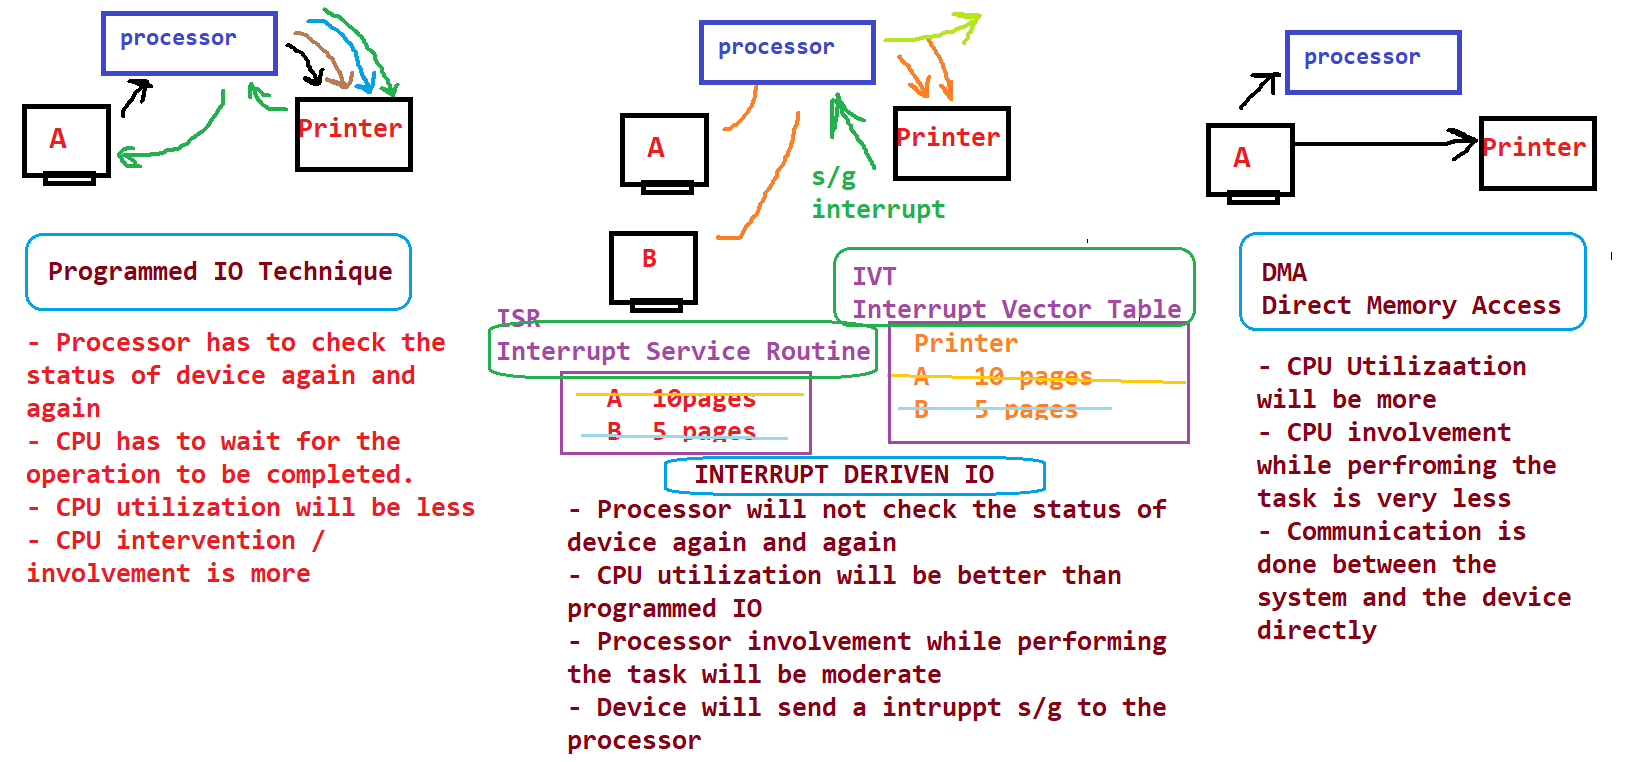 processor
A
Printer
Programmed IO Technique
- Processor has to check the
status of device again and
again
- CPU has to wait for the
operation to be completed.
- CPU utilization will be less
- CPU intervention /
involvement is more
processor
A
Printer
s/g
interrupt
B
IVT
Interrupt Vector Table
ISR
Interrupt Service Routine
Printer
A 10 pages
B 5 pages
A 10pages
B 5 pages
INTERRUPT DERIVEN IO
- Processor will not check the status of
device again and again
- CPU utilization will be better than
programmed IO
- Processor involvement while performing
the task will be moderate
- Device will send a intruppt s/g to the
processor
processor
A
Printer
DMA
Direct Memory Access
- CPU Utilizaation
will be more
- CPU involvement
while perfroming the
task is very less
- Communication is
done between the
system and the device
directly